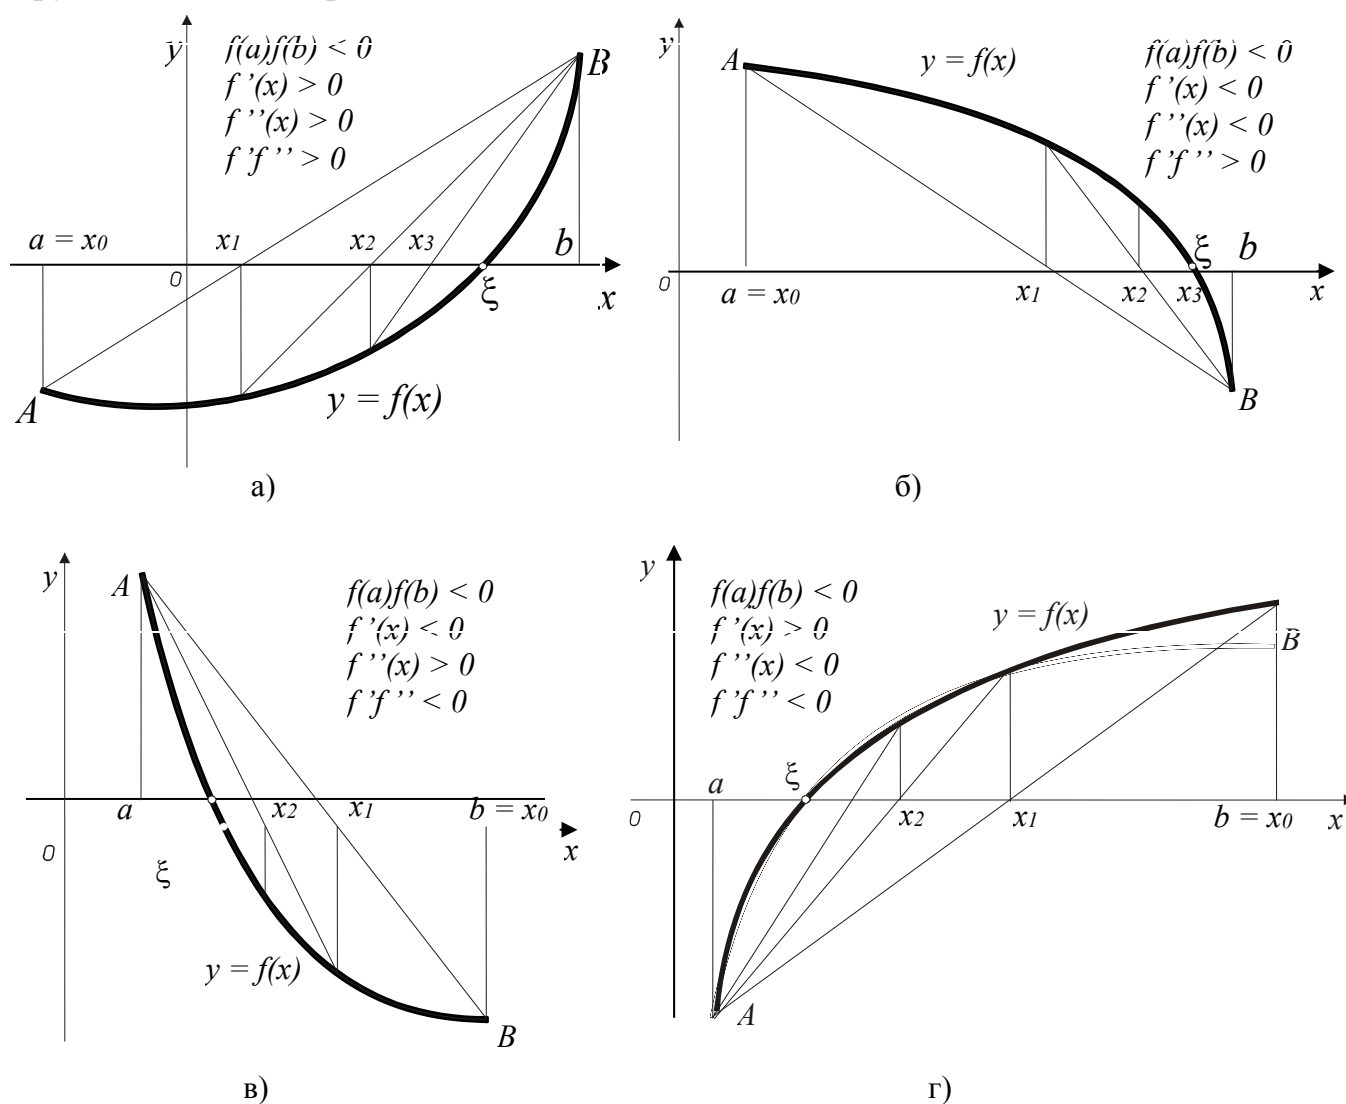 y
f(a)f(b) < 0
f '(x) > 0
f ''(x) > 0
f 'f '' > 0
B
a = x0
x1
x2
x3
b
0
ξ
x
A
y = f(x)
а)
y
A
y = f(x)
f(a)f(b) < 0
f '(x) < 0
f ''(x) < 0
f 'f '' > 0
ξ
b
0
a = x0
x1
x2
x3
x
B
б)
y
A
f(a)f(b) < 0
f '(x) < 0
f ''(x) > 0
f 'f '' < 0
a
x2
x1
b = x0
0
ξ
x
y = f(x)
B
в)
y
f(a)f(b) < 0
f '(x) > 0
f ''(x) < 0
f 'f '' < 0
y = f(x)
B
a
ξ
0
x2
x1
b = x0
x
A
г)